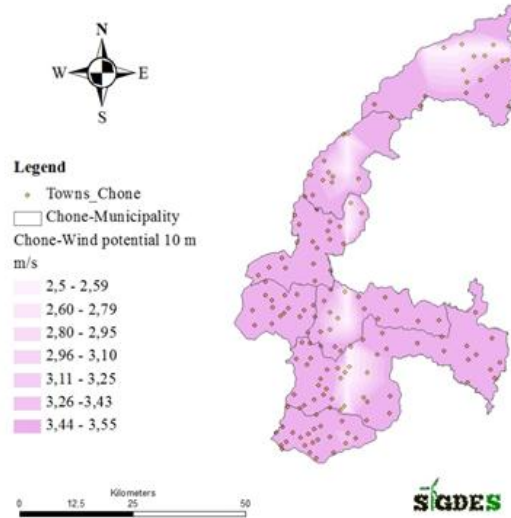 N
W E
S
Legend
Towns_Chone
Chone-Municipality
Chone-Wind potential 10 m
m/s
2,5 - 2,59
2,60 - 2,79
2,80 - 2,95
2,96 - 3,10
3,11 - 3,25
3,26 -3,43
3,44 - 3,55
Kilometers
0 12.5 25 50
SIGDES